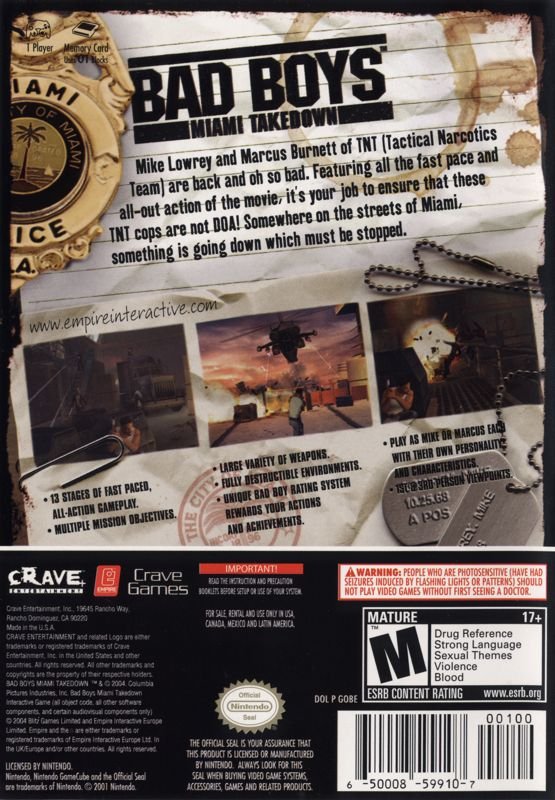 1 Player
Memory Card
Uses 01 Blocks
MIAMI
OF MIAMI
ICE
A.
BAD BOYS™
MIAMI TAKEDOWN
Mike Lowrey and Marcus Burnett of TNT (Tactical Narcotics
Team) are back and oh so bad. Featuring all the fast pace and
all-out action of the movie, it's your job to ensure that these
TNT cops are not DOA! Somewhere on the streets of Miami,
something is going down which must be stopped.
www.empireinteractive.com
• 13 STAGES OF FAST PACED,
ALL-ACTION GAMEPLAY.
• MULTIPLE MISSION OBJECTIVES.
• LARGE VARIETY OF WEAPONS.
• FULLY DESTRUCTIBLE ENVIRONMENTS.
• UNIQUE BAD BOY RATING SYSTEM
REWARDS YOUR ACTIONS
AND ACHIEVEMENTS.
• PLAY AS MIKE OR MARCUS EACH
WITH THEIR OWN PERSONALITY
AND CHARACTERISTICS.
• 1ST & 3RD PERSON VIEWPOINTS.
THE CITY
10.25.68
A POS
MIKE
CRAVE
ENTERTAINMENT
EMPIRE
Crave
Games
IMPORTANT!
READ THE INSTRUCTION AND PRECAUTION
BOOKLETS BEFORE SETUP OR USE OF YOUR SYSTEM.
FOR SALE, RENTAL AND USE ONLY IN USA,
CANADA, MEXICO AND LATIN AMERICA.
WARNING: PEOPLE WHO ARE PHOTOSENSITIVE (HAVE HAD
SEIZURES INDUCED BY FLASHING LIGHTS OR PATTERNS) SHOULD
NOT PLAY VIDEO GAMES WITHOUT FIRST SEEING A DOCTOR.
Crave Entertainment, Inc., 19645 Rancho Way,
Rancho Dominguez, CA 90220
Made in the U.S.A.
CRAVE ENTERTAINMENT and related Logo are either
trademarks or registered trademarks of Crave
Entertainment, Inc. in the United States and other
countries. All rights reserved. All other trademarks and
copyrights are the property of their respective holders.
BAD BOYS MIAMI TAKEDOWN ™ & © 2004. Columbia
Pictures Industries, Inc. Bad Boys Miami Takedown
Interactive Game (all object code, all other software
components, and certain audiovisual components only)
© 2004 Blitz Games Limited and Empire Interactive Europe
Limited. Empire and the are either trademarks or
registered trademarks of Empire Interactive Europe Ltd. In
the UK/Europe and/or other countries. All rights reserved.
LICENSED BY NINTENDO.
Nintendo, Nintendo GameCube and the Official Seal
are trademarks of Nintendo. © 2001 Nintendo.
Official
Nintendo
Seal
DOL P GOBE
THE OFFICIAL SEAL IS YOUR ASSURANCE THAT
THIS PRODUCT IS LICENSED OR MANUFACTURED
BY NINTENDO. ALWAYS LOOK FOR THIS
SEAL WHEN BUYING VIDEO GAME SYSTEMS,
ACCESSORIES, GAMES AND RELATED PRODUCTS.
MATURE 17+
M™
Drug Reference
Strong Language
Sexual Themes
Violence
Blood
ESRB CONTENT RATING www.esrb.org
00100
6 50008 59910 7